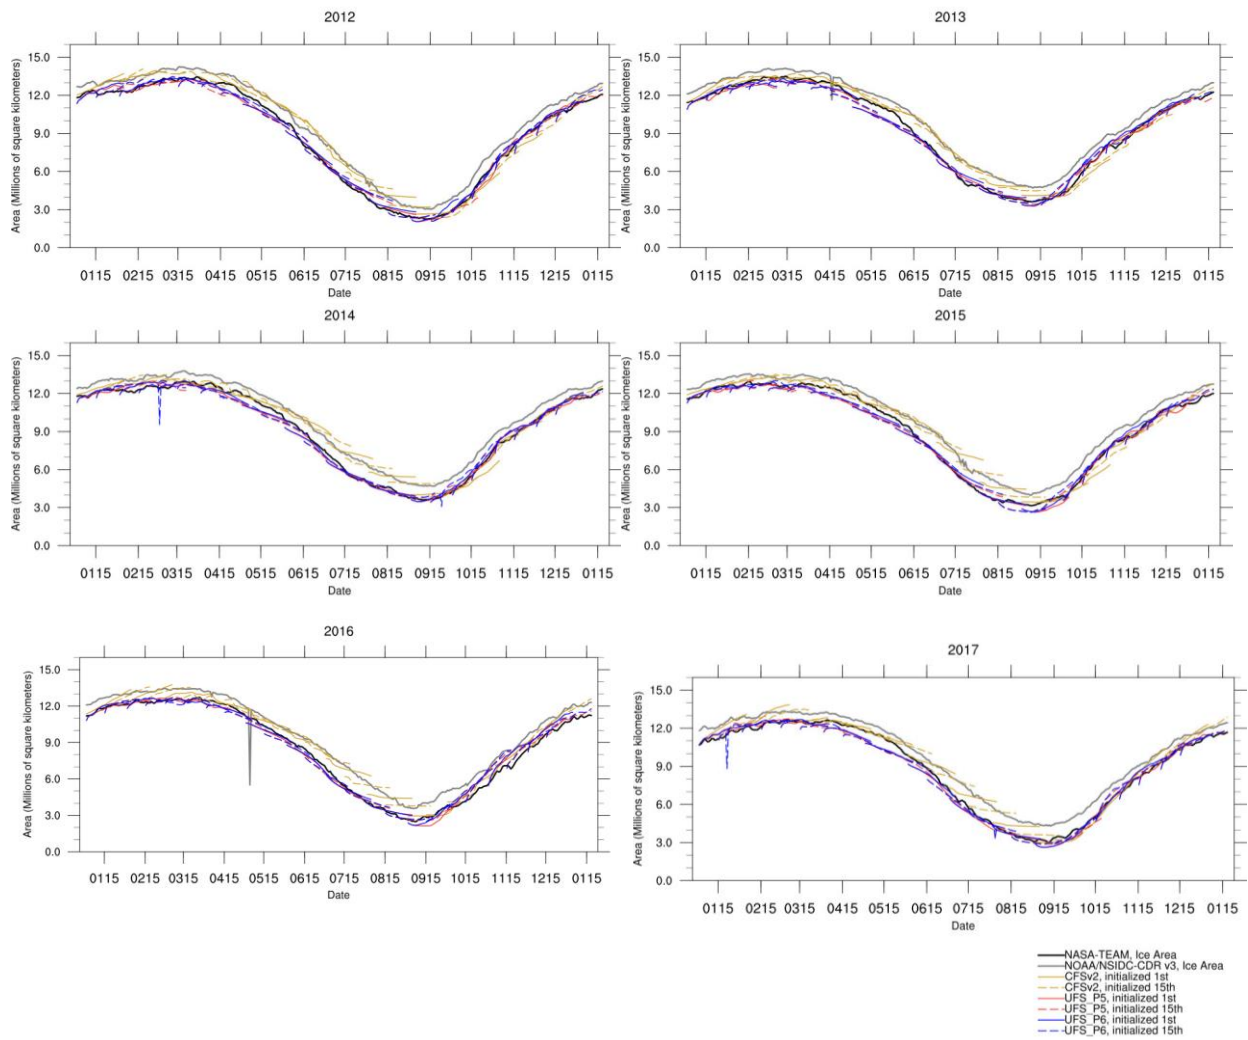 2012
15.0
12.0
9.0
6.0
3.0
0.0
Area (Millions of square kilometers)
0115 0215 0315 0415 0515 0615 0715 0815 0915 1015 1115 1215 0115
Date
2013
15.0
12.0
9.0
6.0
3.0
0.0
Area (Millions of square kilometers)
0115 0215 0315 0415 0515 0615 0715 0815 0915 1015 1115 1215 0115
Date
2014
15.0
12.0
9.0
6.0
3.0
0.0
Area (Millions of square kilometers)
0115 0215 0315 0415 0515 0615 0715 0815 0915 1015 1115 1215 0115
Date
2015
15.0
12.0
9.0
6.0
3.0
0.0
Area (Millions of square kilometers)
0115 0215 0315 0415 0515 0615 0715 0815 0915 1015 1115 1215 0115
Date
2016
15.0
12.0
9.0
6.0
3.0
0.0
Area (Millions of square kilometers)
0115 0215 0315 0415 0515 0615 0715 0815 0915 1015 1115 1215 0115
Date
2017
15.0
12.0
9.0
6.0
3.0
0.0
Area (Millions of square kilometers)
0115 0215 0315 0415 0515 0615 0715 0815 0915 1015 1115 1215 0115
Date
NASA-TEAM, Ice Area
NOAA/NSIDC-CDR v3, Ice Area
CFSv2, initialized 1st
CFSv2, initialized 15th
UFS_P5, initialized 1st
UFS_P5, initialized 15th
UFS_P6, initialized 1st
UFS_P6, initialized 15th